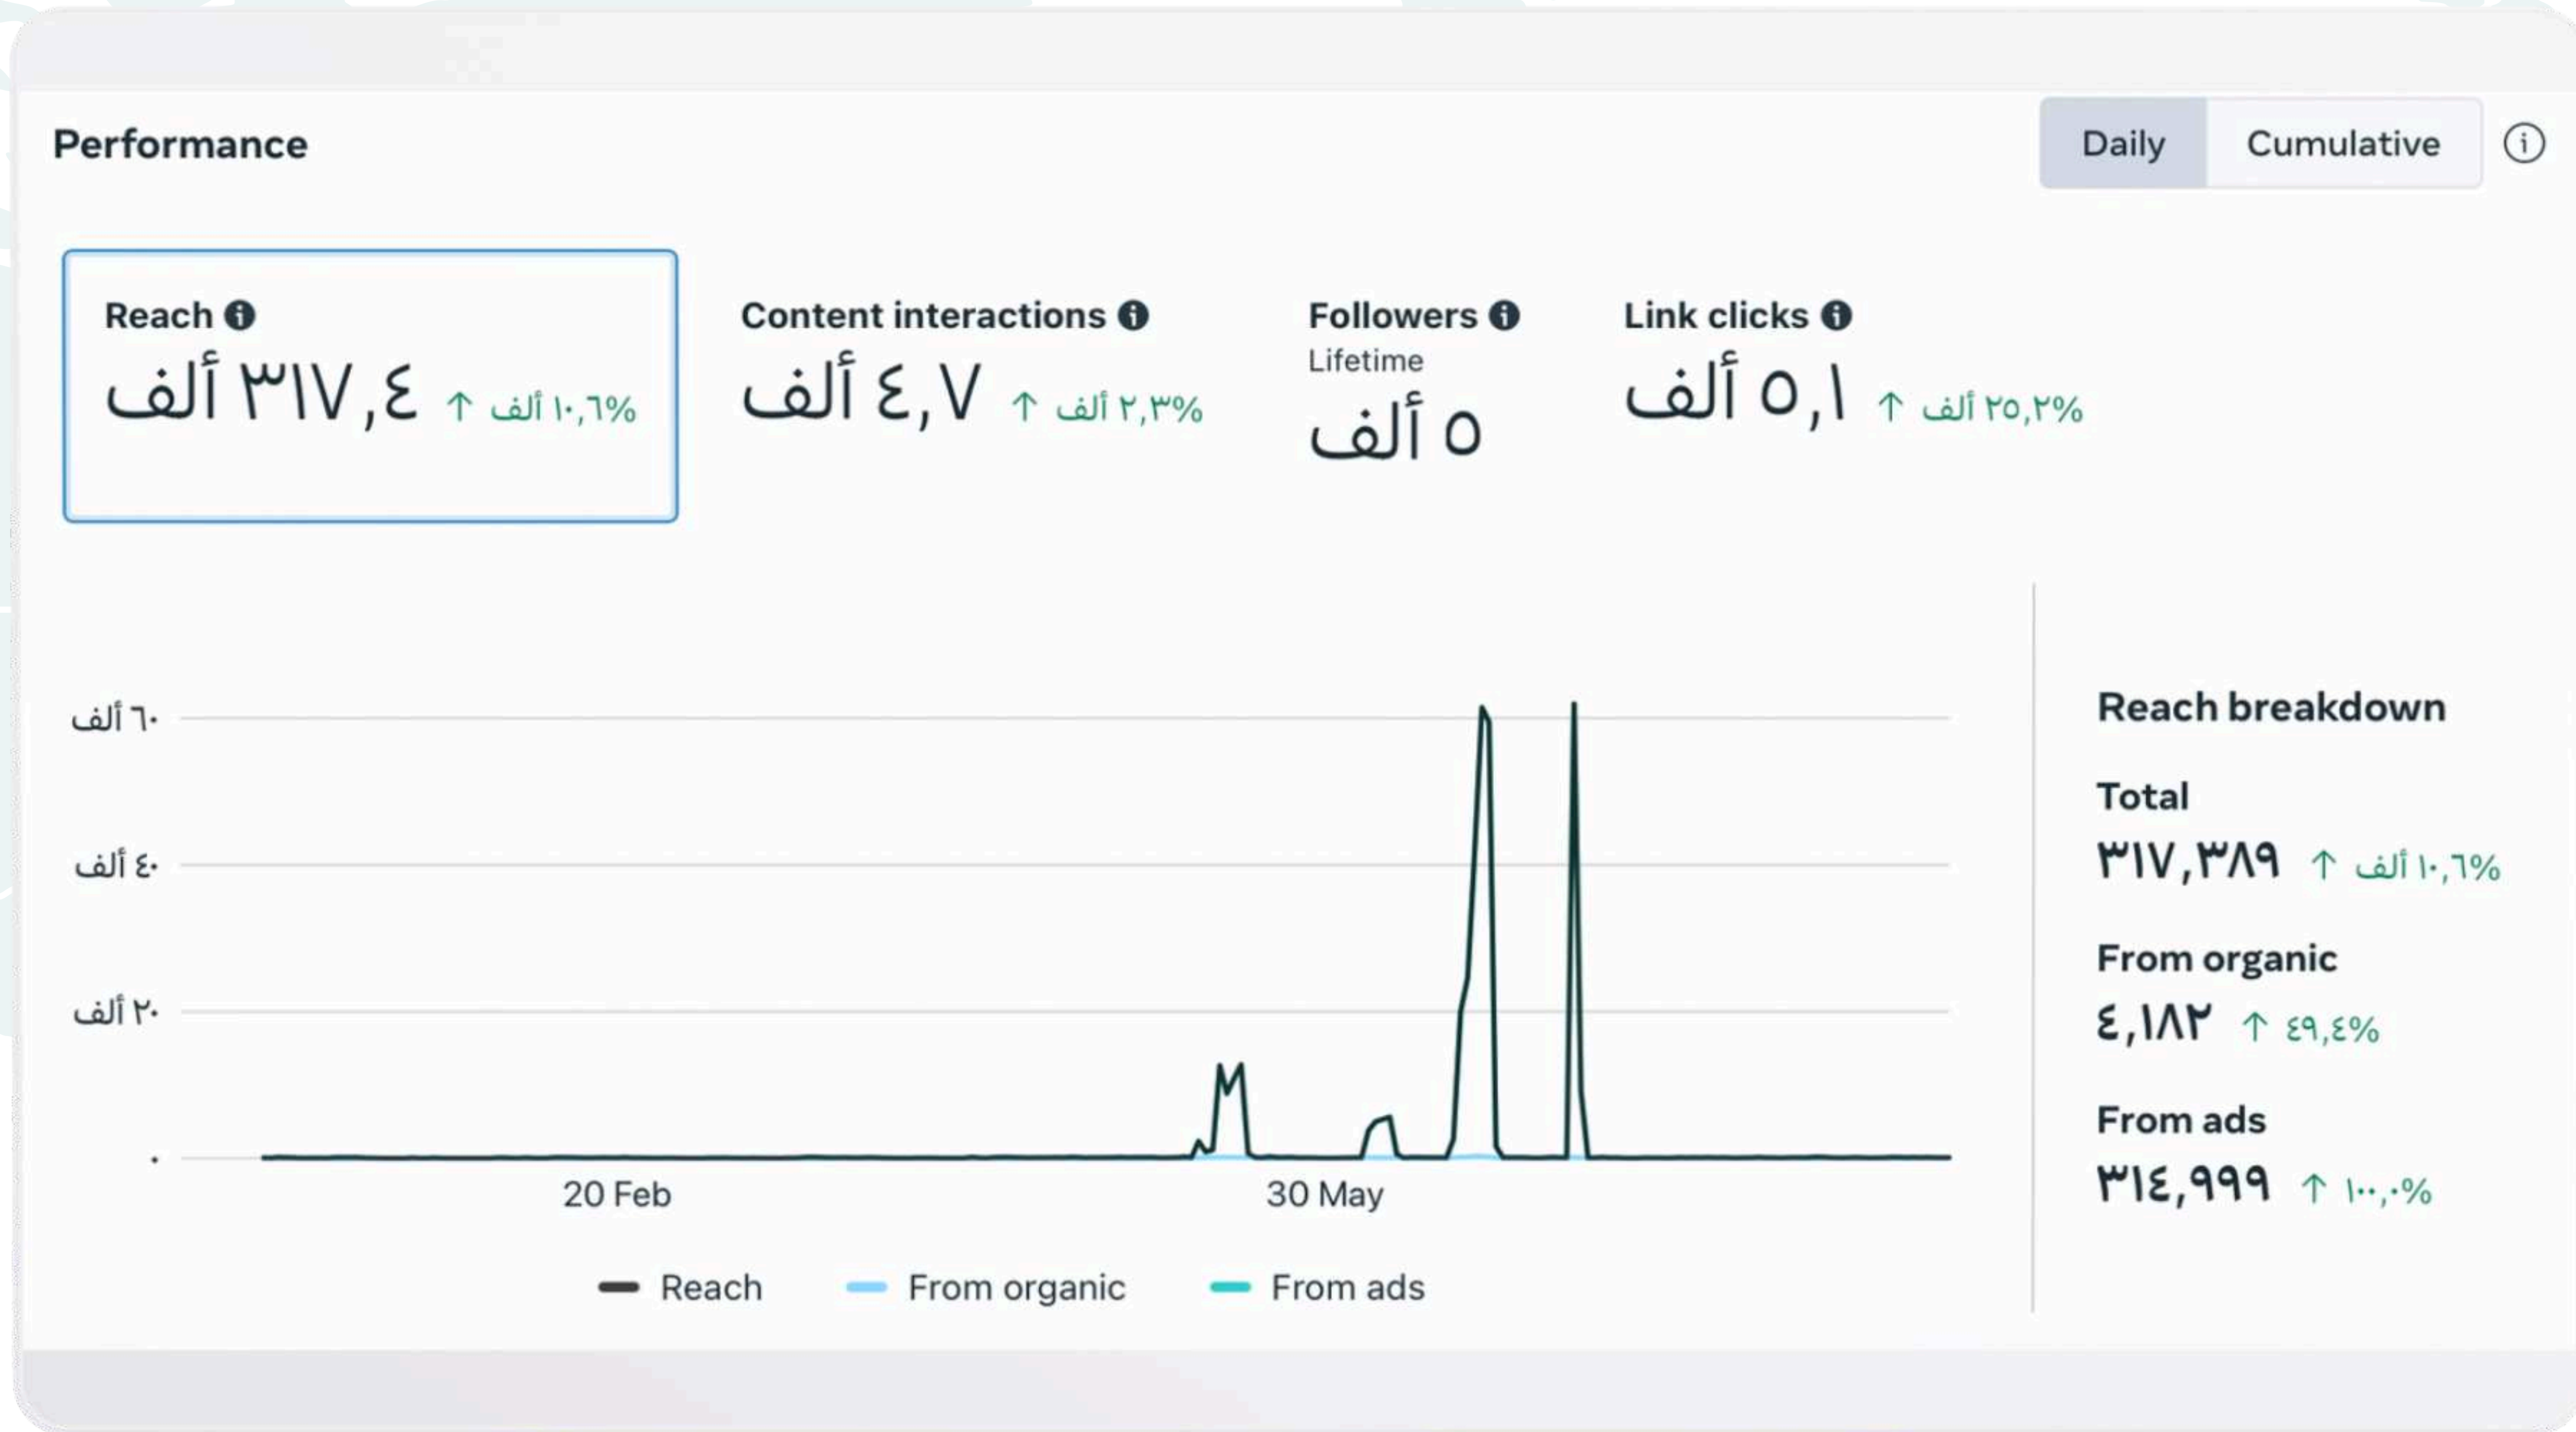 Performance
Daily
Cumulative
Reach
٣١٧,٤ ألف ↑ ١٠,٦% ألف
Content interactions
٤,٧ ألف ↑ ٢,٣% ألف
Followers
Lifetime
٥ ألف
Link clicks
٥,١ ألف ↑ ٢٥,٢% ألف
٦٠ ألف
٤٠ ألف
٢٠ ألف
٠
20 Feb
30 May
Reach
From organic
From ads
Reach breakdown
Total
٣١٧,٣٨٩ ↑ ١٠,٦% ألف
From organic
٤,١٨٢ ↑ ٤٩,٤%
From ads
٣١٤,٩٩٩ ↑ ١٠٠,٠%